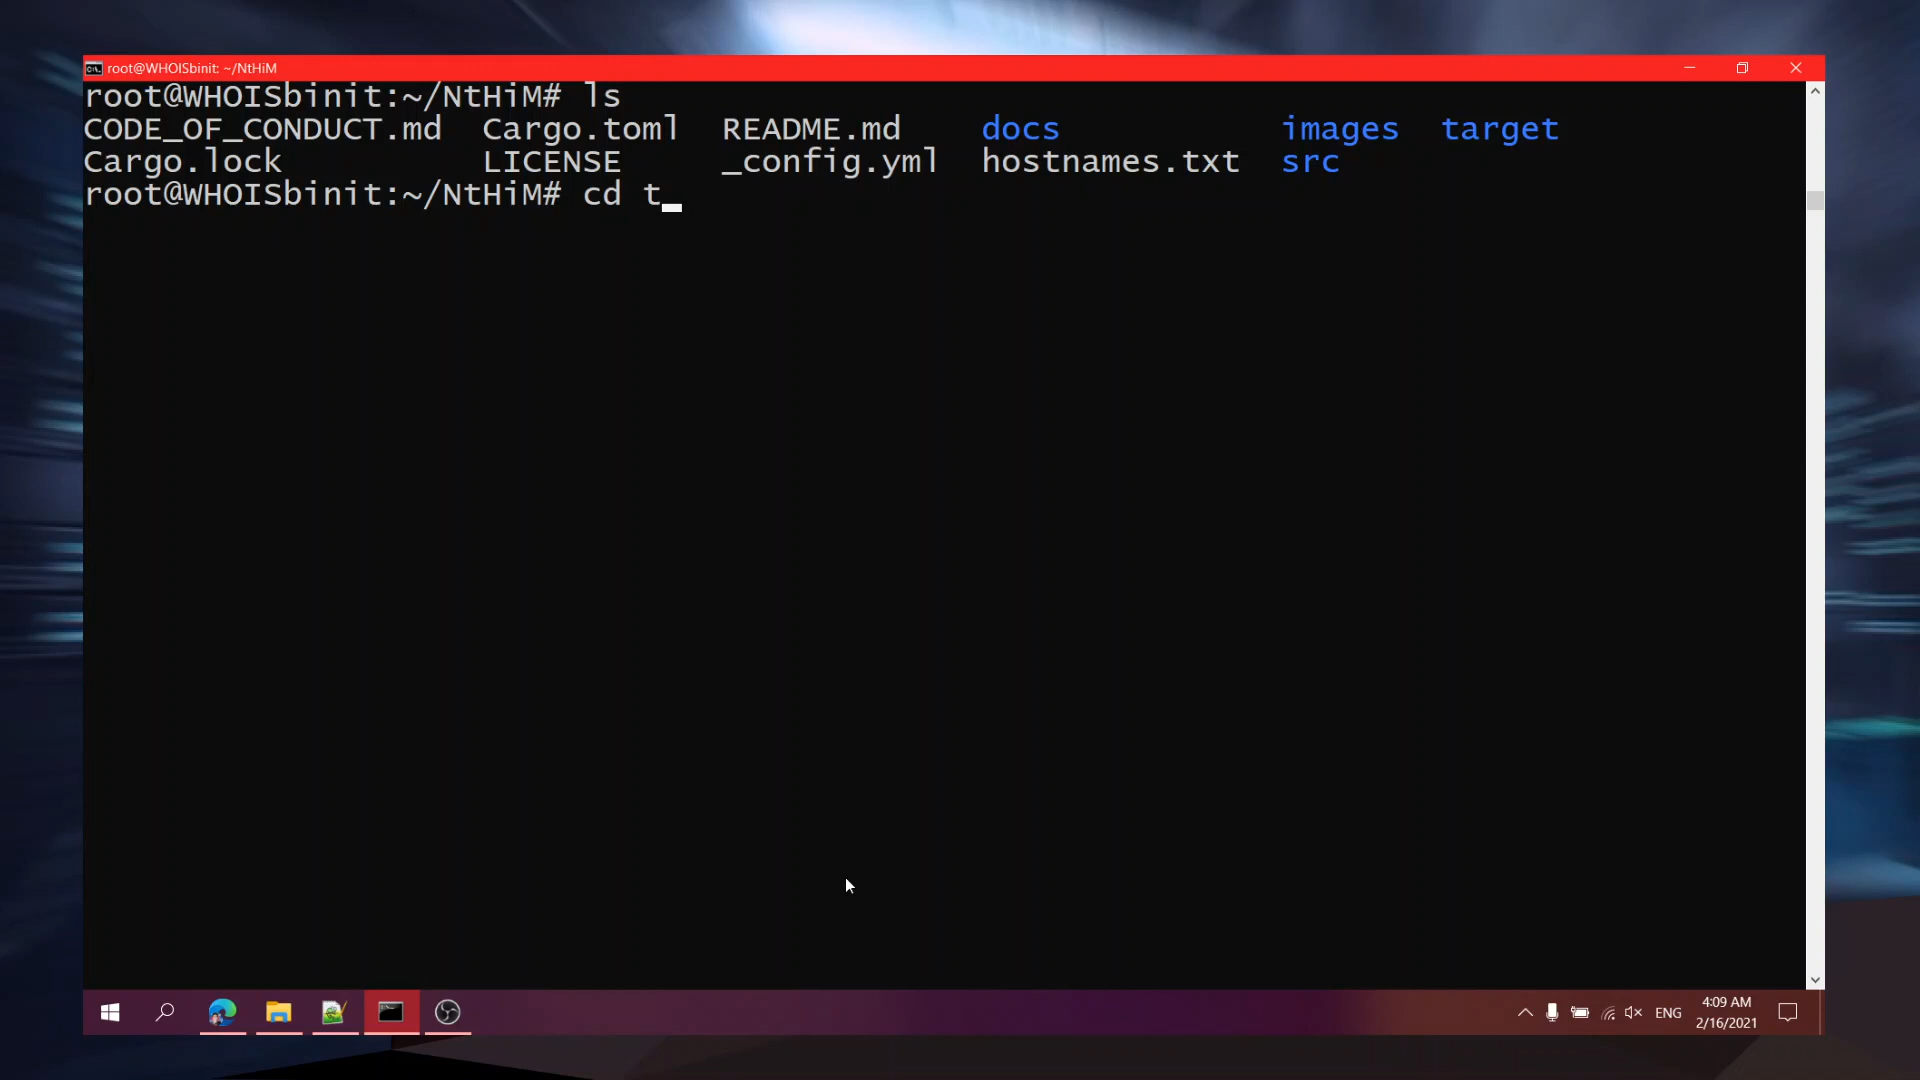 root@WHOISbinit: ~/NtHiM
root@WHOISbinit:~/NtHiM# ls
CODE_OF_CONDUCT.md Cargo.toml README.md docs images target
Cargo.lock LICENSE _config.yml hostnames.txt src
root@WHOISbinit:~/NtHiM# cd t
ENG
4:09 AM
2/16/2021